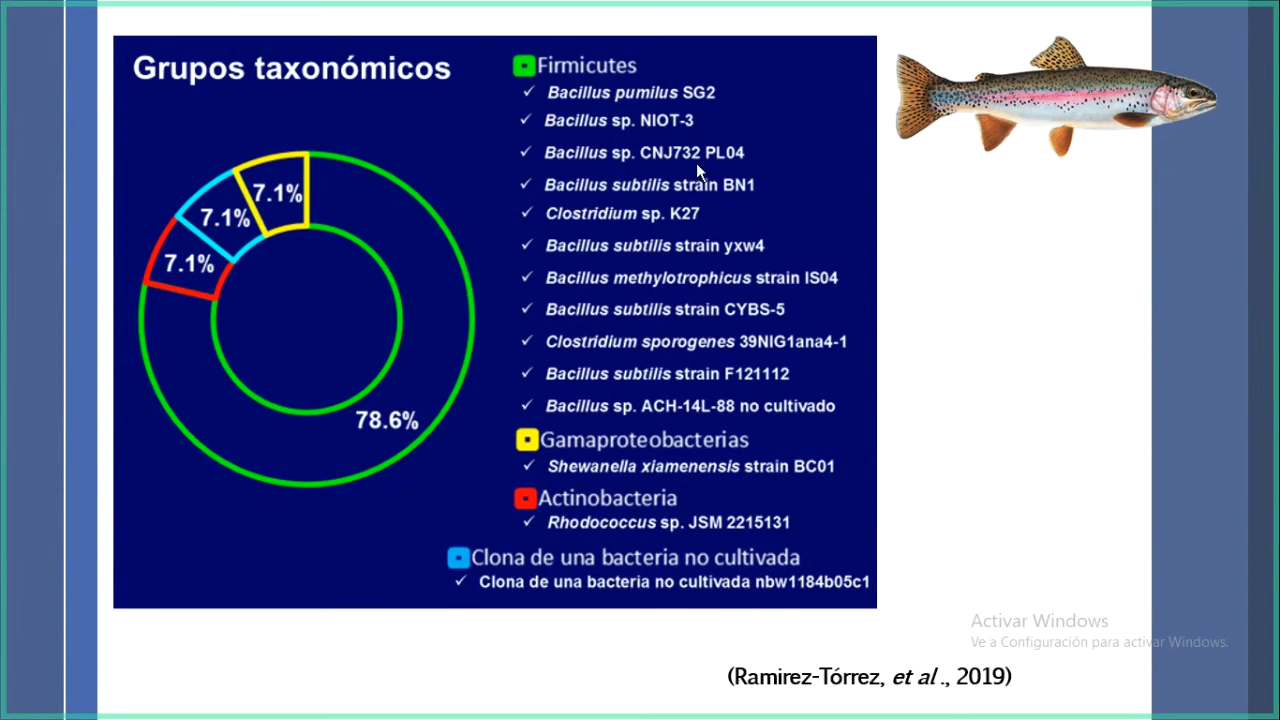 Grupos taxonómicos
7.1%
7.1%
7.1%
78.6%
Firmicutes
✓ Bacillus pumilus SG2
✓ Bacillus sp. NIOT-3
✓ Bacillus sp. CNJ732 PL04
✓ Bacillus subtilis strain BN1
✓ Clostridium sp. K27
✓ Bacillus subtilis strain yxw4
✓ Bacillus methylotrophicus strain IS04
✓ Bacillus subtilis strain CYBS-5
✓ Clostridium sporogenes 39NIG1ana4-1
✓ Bacillus subtilis strain F121112
✓ Bacillus sp. ACH-14L-88 no cultivado
Gamaproteobacterias
✓ Shewanella xiamenensis strain BC01
Actinobacteria
✓ Rhodococcus sp. JSM 2215131
Clona de una bacteria no cultivada
✓ Clona de una bacteria no cultivada nbw1184b05c1
Activar Windows
Ve a Configuración para activar Windows.
(Ramirez-Tórrez, et al ., 2019)